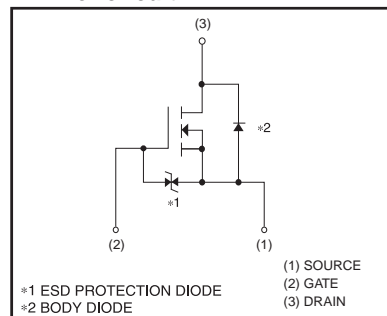 (3)
*2
*1
(2)
(1)
(1) SOURCE
(2) GATE
(3) DRAIN
*1 ESD PROTECTION DIODE
*2 BODY DIODE